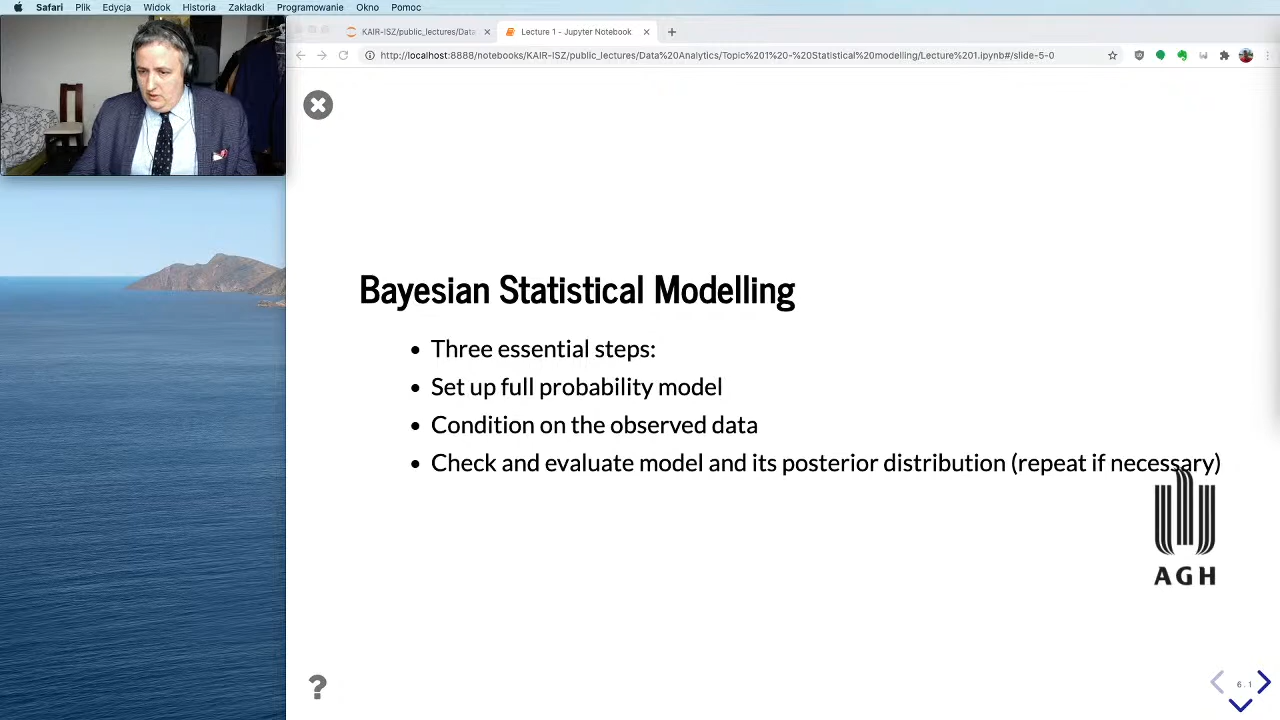 Safari Plik Edycja Widok Historia Zakładki Programowanie Okno Pomoc
KAIR-ISZ/public_lectures/Data Lecture 1 - Jupyter Notebook
http://localhost:8888/notebooks/KAIR-ISZ/public_lectures/Data%20Analytics/Topic%201%20-%20Statistical%20modelling/Lecture%201.ipynb#/slide-5-0
Bayesian Statistical Modelling
• Three essential steps:
• Set up full probability model
• Condition on the observed data
• Check and evaluate model and its posterior distribution (repeat if necessary)
AGH
?
6.1